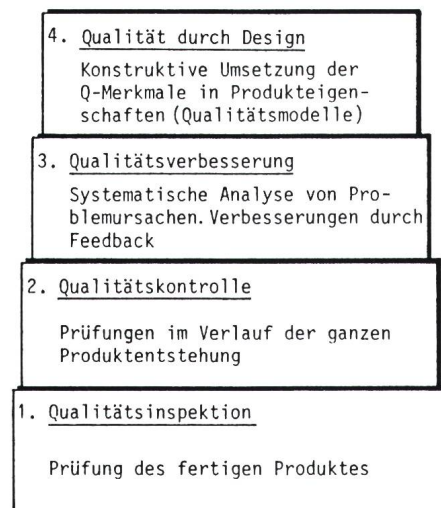 4. Qualität durch Design
Konstruktive Umsetzung der
Q-Merkmale in Produkteigen-
schaften (Qualitätsmodelle)
3. Qualitätsverbesserung
Systematische Analyse von Pro-
blemursachen. Verbesserungen durch
Feedback
2. Qualitätskontrolle
Prüfungen im Verlauf der ganzen
Produktentstehung
1. Qualitätsinspektion
Prüfung des fertigen Produktes